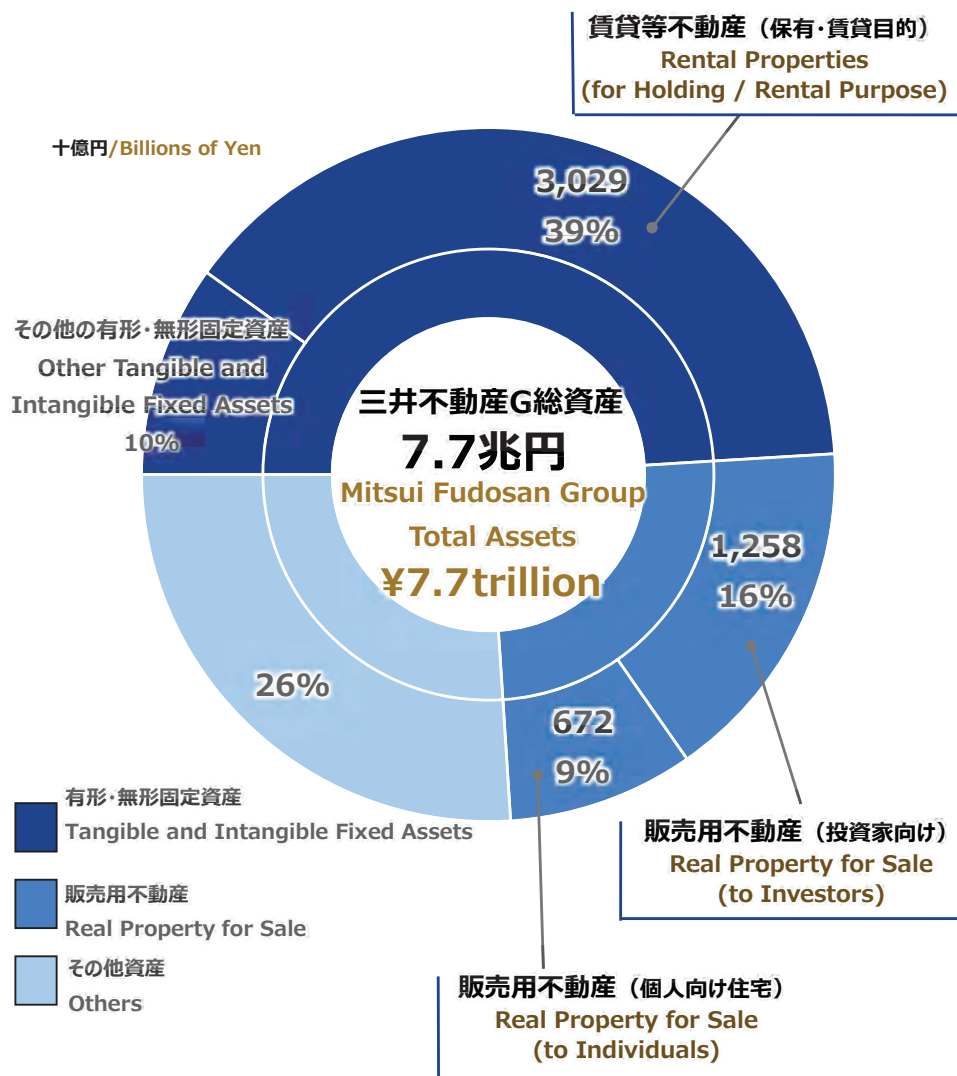 賃貸等不動産（保有・賃貸目的）
Rental Properties
(for Holding / Rental Purpose)
十億円/Billions of Yen
3,029
39%
その他の有形・無形固定資産
Other Tangible and
Intangible Fixed Assets
10%
三井不動産G総資産
7.7兆円
Mitsui Fudosan Group
Total Assets
¥7.7trillion
1,258
16%
26%
672
9%
有形・無形固定資産
Tangible and Intangible Fixed Assets
販売用不動産
Real Property for Sale
その他資産
Others
販売用不動産（投資家向け）
Real Property for Sale
(to Investors)
販売用不動産（個人向け住宅）
Real Property for Sale
(to Individuals)